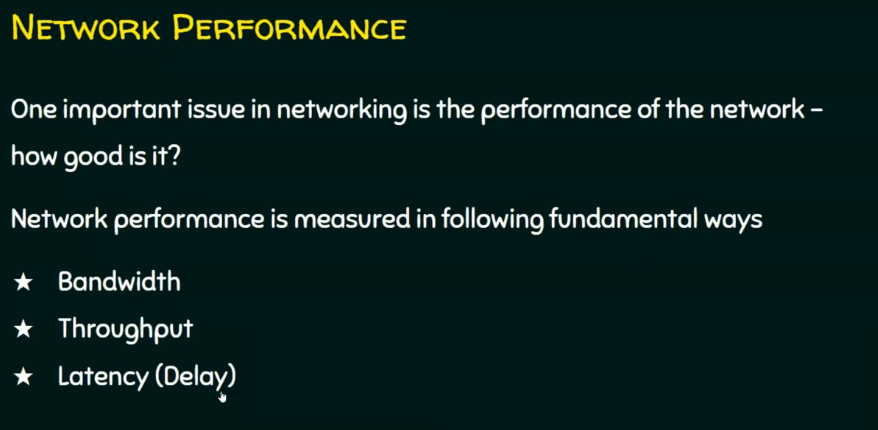 NETWORK PERFORMANCE
One important issue in networking is the performance of the network –
how good is it?
Network performance is measured in following fundamental ways
★ Bandwidth
★ Throughput
★ Latency (Delay)